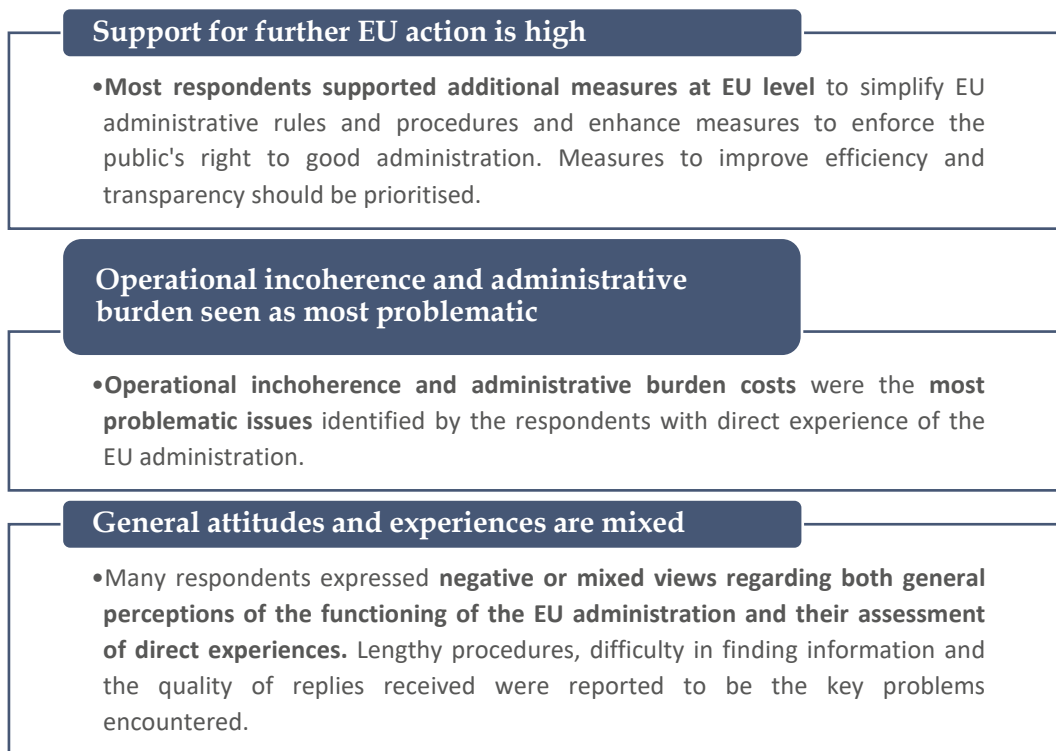 Support for further EU action is high
•Most respondents supported additional measures at EU level to simplify EU
administrative rules and procedures and enhance measures to enforce the
public's right to good administration. Measures to improve efficiency and
transparency should be prioritised.
Operational incoherence and administrative
burden seen as most problematic
•Operational inchoherence and administrative burden costs were the most
problematic issues identified by the respondents with direct experience of the
EU administration.
General attitudes and experiences are mixed
•Many respondents expressed negative or mixed views regarding both general
perceptions of the functioning of the EU administration and their assessment
of direct experiences. Lengthy procedures, difficulty in finding information and
the quality of replies received were reported to be the key problems
encountered.